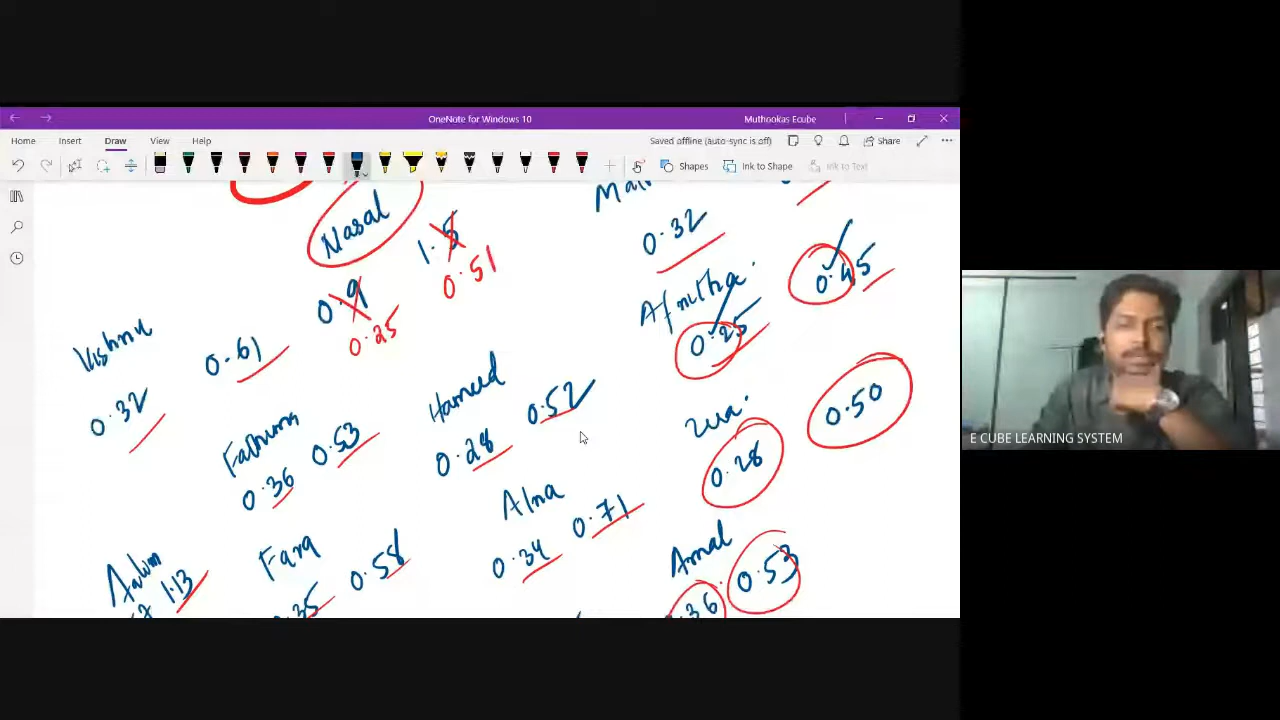 OneNote for Windows 10
Muthookas Ecube
Home Insert Draw View Help
Saved offline (auto-sync is off)
Share
Shapes
Ink to Shape
Ink to Text
Nasal
1.5
0.51
0.9
0.25
0.32
0.45
0.25
Vishnu
0.61
0.32
Fathima
0.53
0.36
Hameed
0.52
0.28
0.50
0.28
Alna
0.71
0.34
Fara
0.58
.35
Amal
0.53
.36
1.13
E CUBE LEARNING SYSTEM